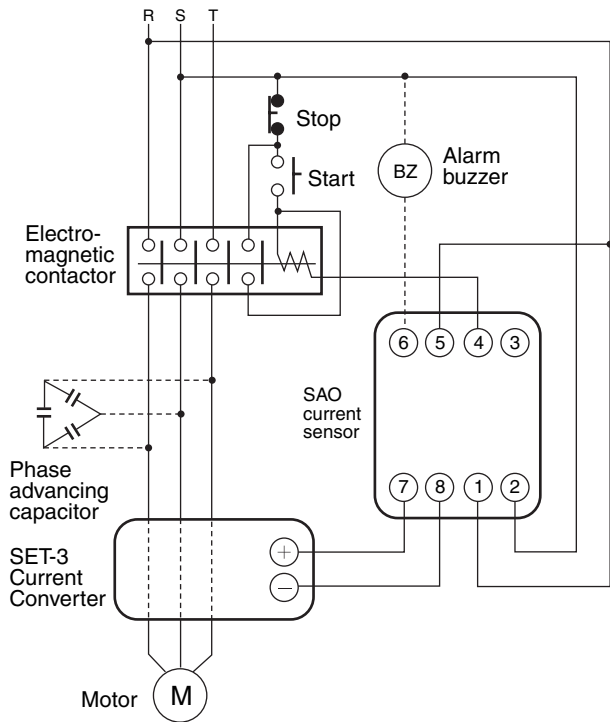 R S T
Stop
Start
BZ
Alarm
buzzer
Electro-
magnetic
contactor
6 5 4 3
SAO
current
sensor
7 8 1 2
Phase
advancing
capacitor
SET-3
Current
Converter
+
−
Motor
M